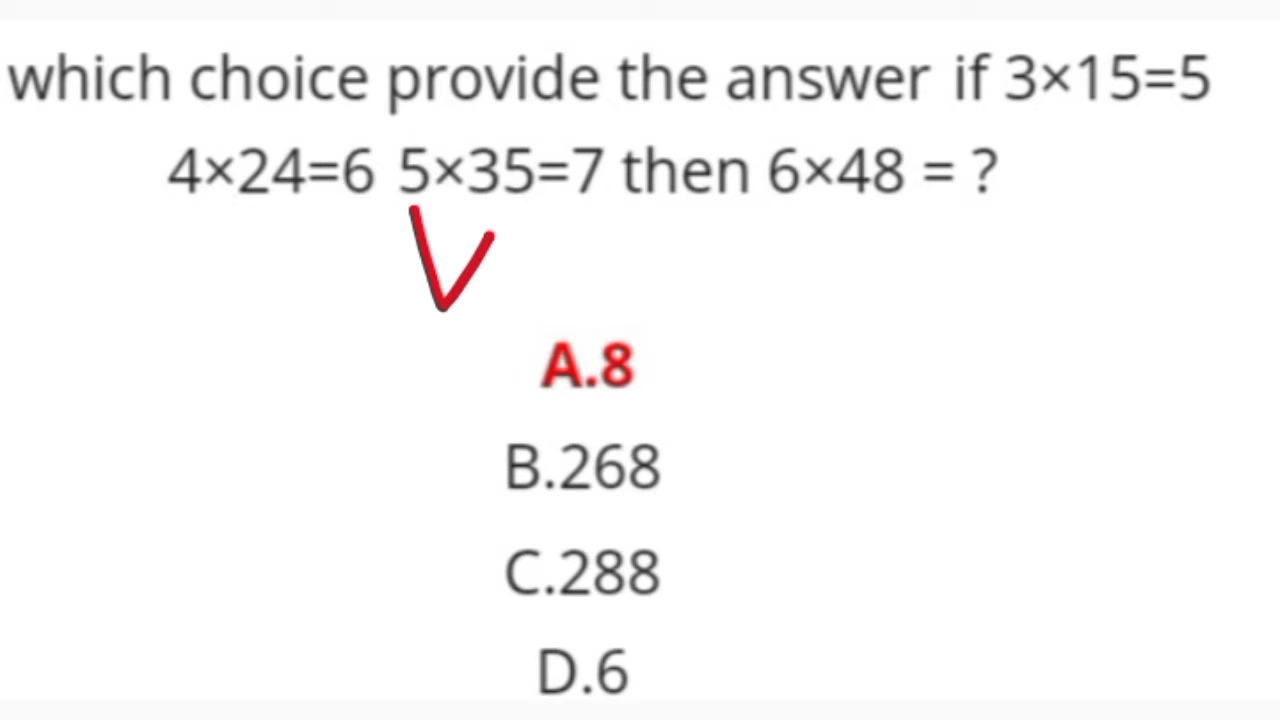 which choice provide the answer if 3×15=5
4×24=6 5×35=7 then 6×48 = ?
A.8
B.268
C.288
D.6